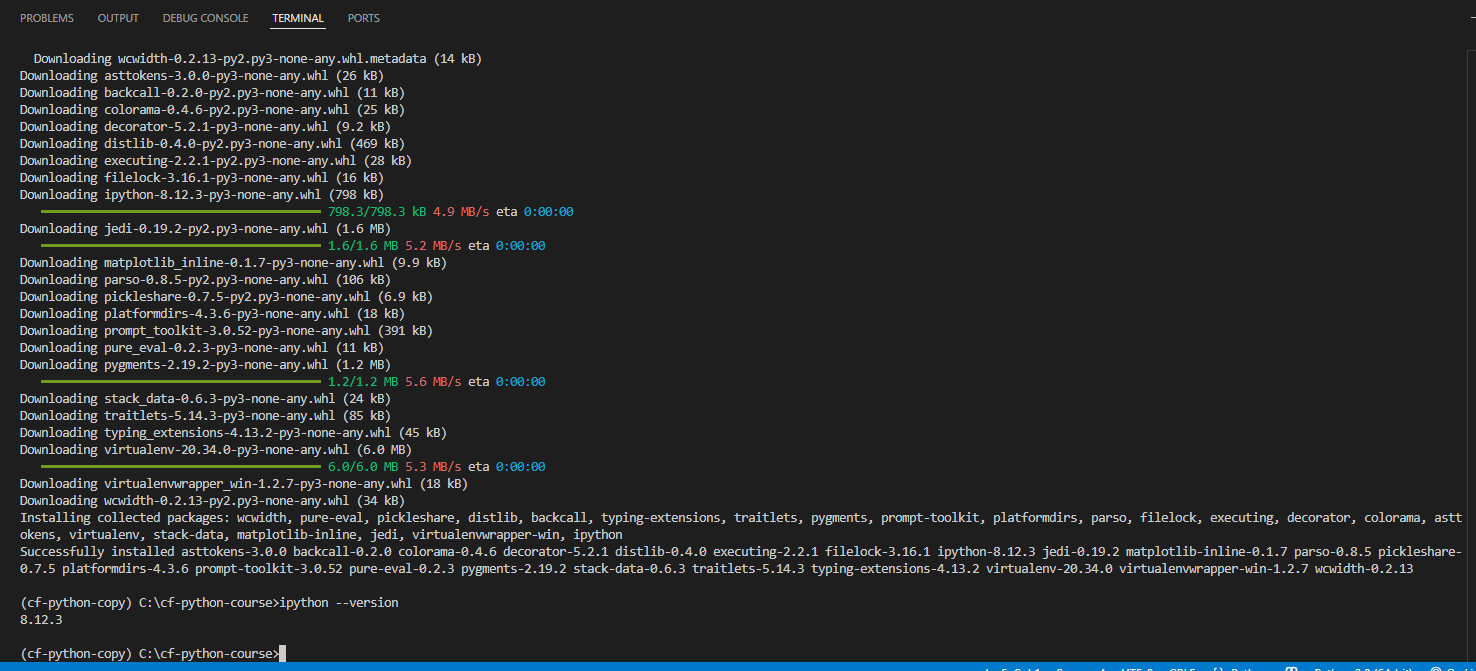 PROBLEMS OUTPUT DEBUG CONSOLE TERMINAL PORTS
Downloading wcwidth-0.2.13-py2.py3-none-any.whl.metadata (14 kB)
Downloading asttokens-3.0.0-py3-none-any.whl (26 kB)
Downloading backcall-0.2.0-py2.py3-none-any.whl (11 kB)
Downloading colorama-0.4.6-py2.py3-none-any.whl (25 kB)
Downloading decorator-5.2.1-py3-none-any.whl (9.2 kB)
Downloading distlib-0.4.0-py2.py3-none-any.whl (469 kB)
Downloading executing-2.2.1-py2.py3-none-any.whl (28 kB)
Downloading filelock-3.16.1-py3-none-any.whl (16 kB)
Downloading ipython-8.12.3-py3-none-any.whl (798 kB)
798.3/798.3 kB 4.9 MB/s eta 0:00:00
Downloading jedi-0.19.2-py2.py3-none-any.whl (1.6 MB)
1.6/1.6 MB 5.2 MB/s eta 0:00:00
Downloading matplotlib_inline-0.1.7-py3-none-any.whl (9.9 kB)
Downloading parso-0.8.5-py2.py3-none-any.whl (106 kB)
Downloading pickleshare-0.7.5-py2.py3-none-any.whl (6.9 kB)
Downloading platformdirs-4.3.6-py3-none-any.whl (18 kB)
Downloading prompt_toolkit-3.0.52-py3-none-any.whl (391 kB)
Downloading pure_eval-0.2.3-py3-none-any.whl (11 kB)
Downloading pygments-2.19.2-py3-none-any.whl (1.2 MB)
1.2/1.2 MB 5.6 MB/s eta 0:00:00
Downloading stack_data-0.6.3-py3-none-any.whl (24 kB)
Downloading traitlets-5.14.3-py3-none-any.whl (85 kB)
Downloading typing_extensions-4.13.2-py3-none-any.whl (45 kB)
Downloading virtualenv-20.34.0-py3-none-any.whl (6.0 MB)
6.0/6.0 MB 5.3 MB/s eta 0:00:00
Downloading virtualenvwrapper_win-1.2.7-py3-none-any.whl (18 kB)
Downloading wcwidth-0.2.13-py2.py3-none-any.whl (34 kB)
Installing collected packages: wcwidth, pure-eval, pickleshare, distlib, backcall, typing-extensions, traitlets, pygments, prompt-toolkit, platformdirs, parso, filelock, executing, decorator, colorama, astt
okens, virtualenv, stack-data, matplotlib-inline, jedi, virtualenvwrapper-win, ipython
Successfully installed asttokens-3.0.0 backcall-0.2.0 colorama-0.4.6 decorator-5.2.1 distlib-0.4.0 executing-2.2.1 filelock-3.16.1 ipython-8.12.3 jedi-0.19.2 matplotlib-inline-0.1.7 parso-0.8.5 pickleshare-
0.7.5 platformdirs-4.3.6 prompt-toolkit-3.0.52 pure-eval-0.2.3 pygments-2.19.2 stack-data-0.6.3 traitlets-5.14.3 typing-extensions-4.13.2 virtualenv-20.34.0 virtualenvwrapper-win-1.2.7 wcwidth-0.2.13
(cf-python-copy) C:\cf-python-course>ipython --version
8.12.3
(cf-python-copy) C:\cf-python-course>